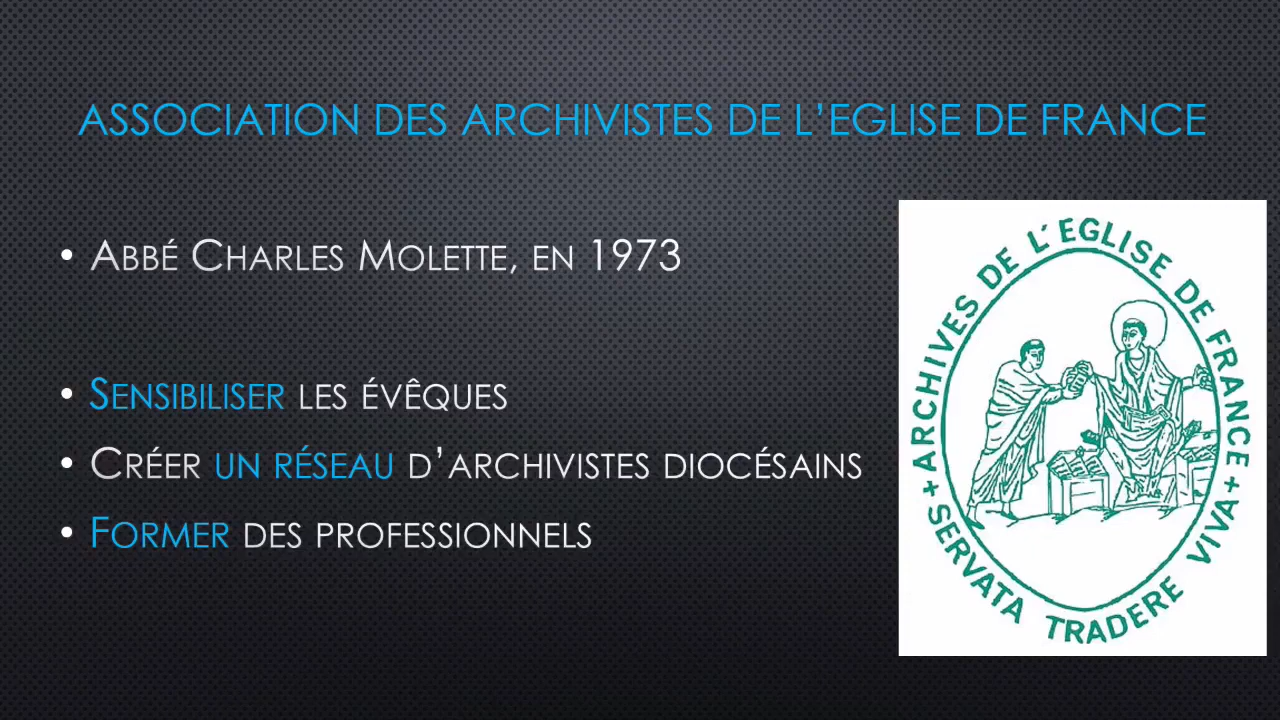 ASSOCIATION DES ARCHIVISTES DE L’EGLISE DE FRANCE
• ABBÉ CHARLES MOLETTE, EN 1973
• SENSIBILISER LES ÉVÊQUES
• CRÉER UN RÉSEAU D’ARCHIVISTES DIOCÉSAINS
• FORMER DES PROFESSIONNELS
+ ARCHIVES DE L’EGLISE DE FRANCE +
SERVATA TRADERE VIVA